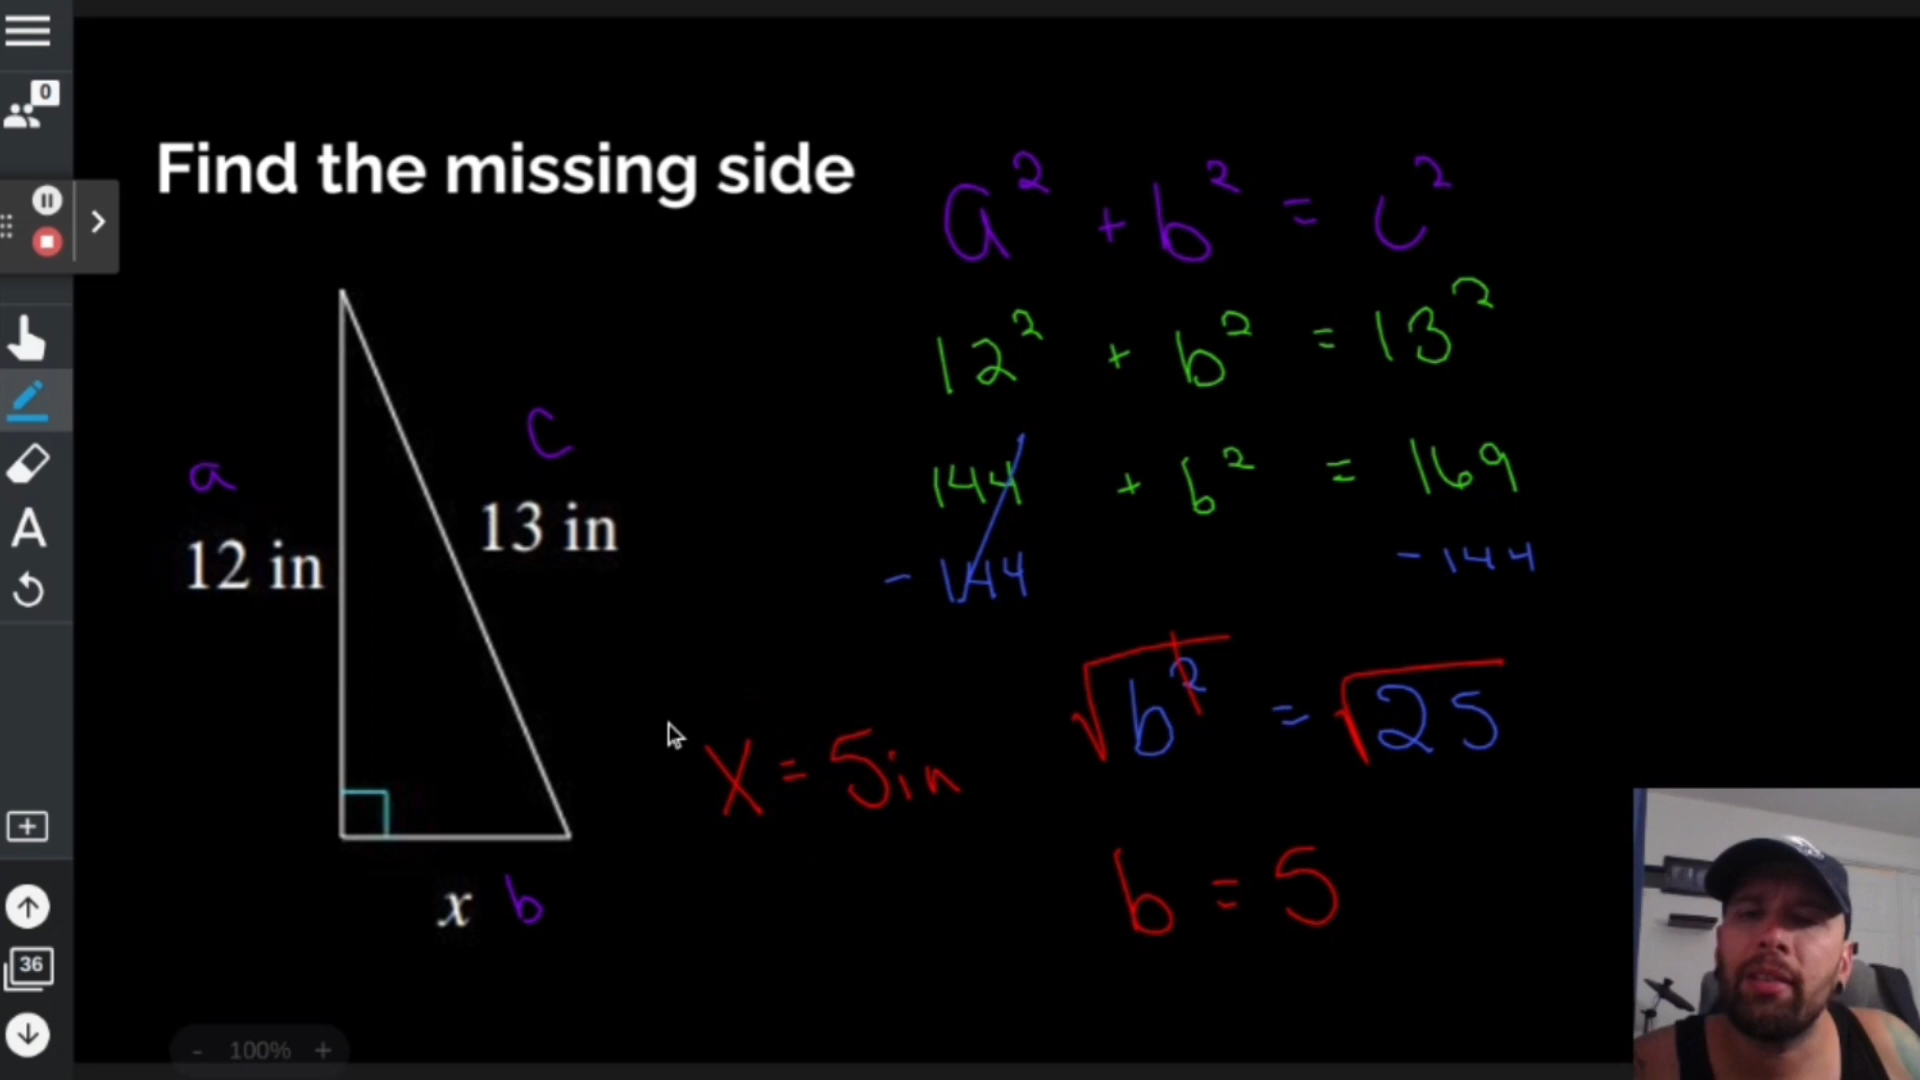 0
Find the missing side
a² + b² = c²
12² + b² = 13²
a
c
12 in
13 in
144 + b² = 169
- 144 - 144
√b² = √25
x = 5in
x b
b = 5
A
36
- 100% +